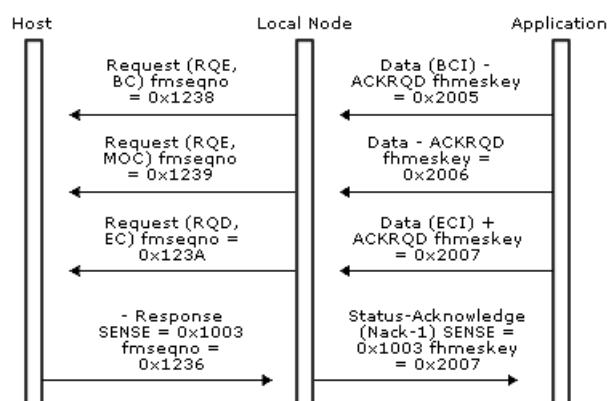 Host Local Node Application
Request (RQE,
BC) fmseqno
= 0x1238
Data (BCI) -
ACKRQD fhmeskey
= 0x2005
Request (RQE,
MOC) fmseqno
= 0x1239
Data - ACKRQD
fhmeskey =
0x2006
Request (RQD,
EC) fmseqno =
0x123A
Data (ECI) +
ACKRQD fhmeskey
= 0x2007
- Response
SENSE = 0x1003
fmseqno =
0x1236
Status-Acknowledge
(Nack-1) SENSE =
0x1003 fhmeskey
= 0x2007